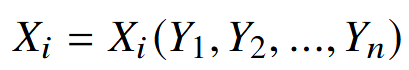 Xᵢ = Xᵢ(Y₁, Y₂, ..., Yₙ)